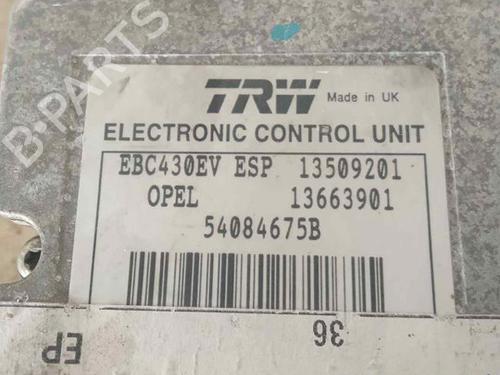 B-PARTS
TRW Made in UK
ELECTRONIC CONTROL UNIT
EBC430EV ESP 13509201
OPEL 13663901
54084675B
36
EP